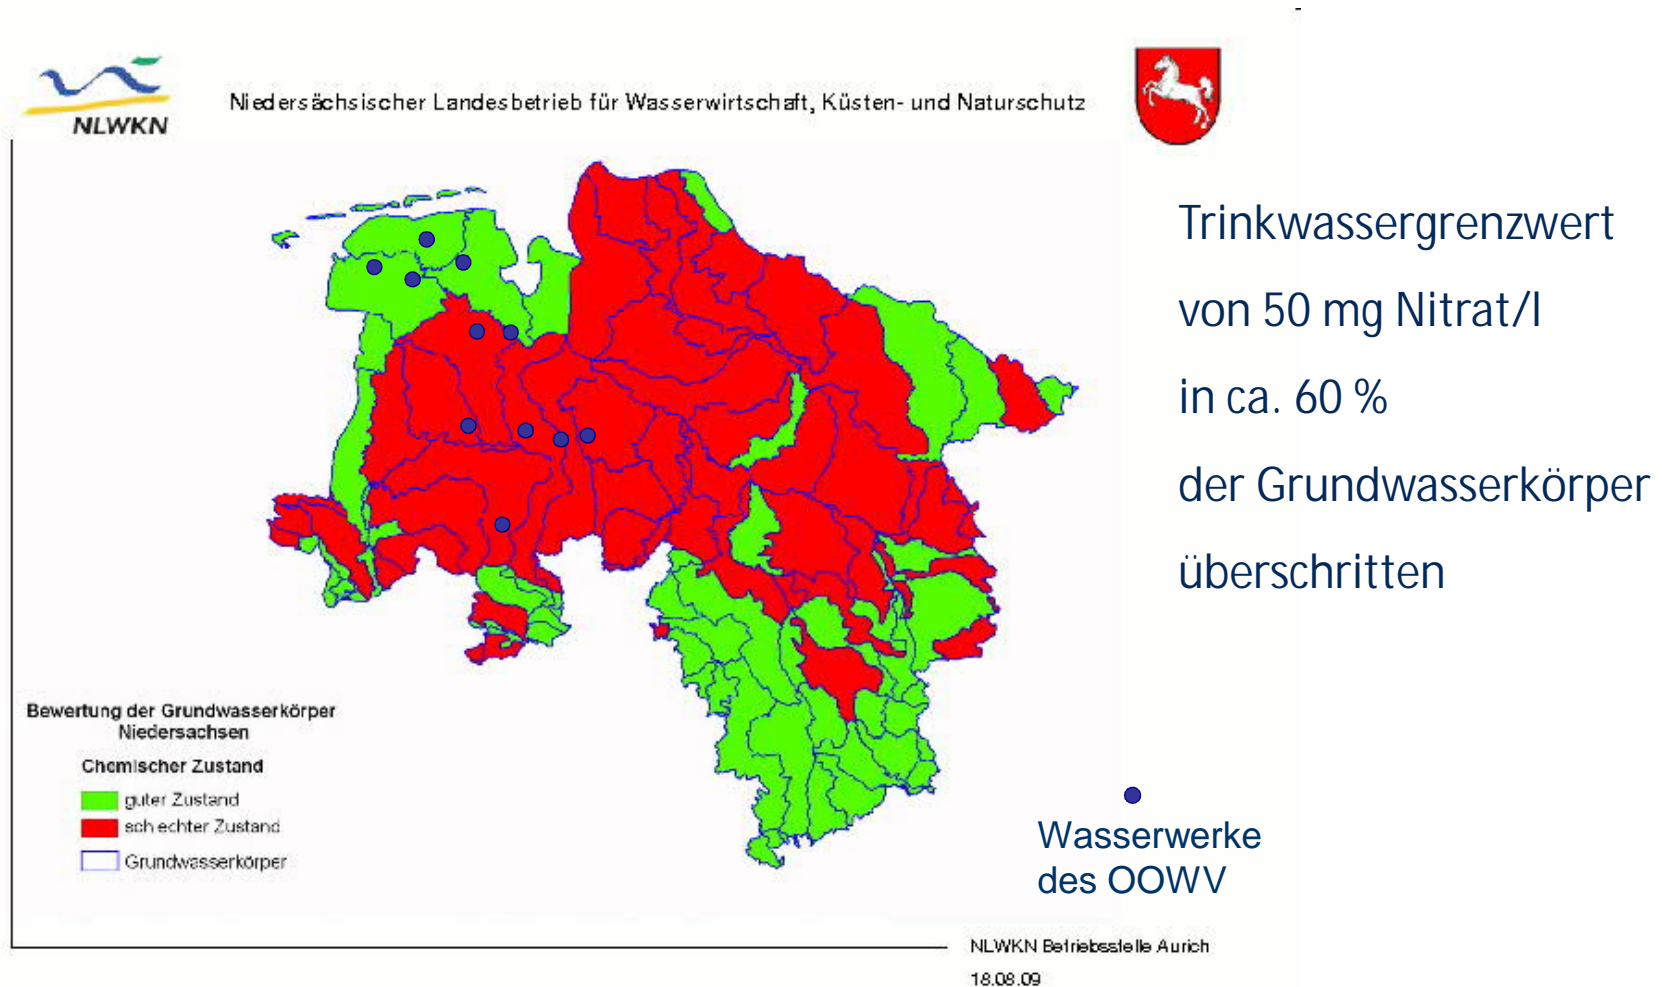 NLWKN
Niedersächsischer Landesbetrieb für Wasserwirtschaft, Küsten- und Naturschutz
Trinkwassergrenzwert
von 50 mg Nitrat/l
in ca. 60 %
der Grundwasserkörper
überschritten
Bewertung der Grundwasserkörper
Niedersachsen
Chemischer Zustand
guter Zustand
schlechter Zustand
Grundwasserkörper
Wasserwerke
des OOWV
NLWKN Betriebsstelle Aurich
18.08.09